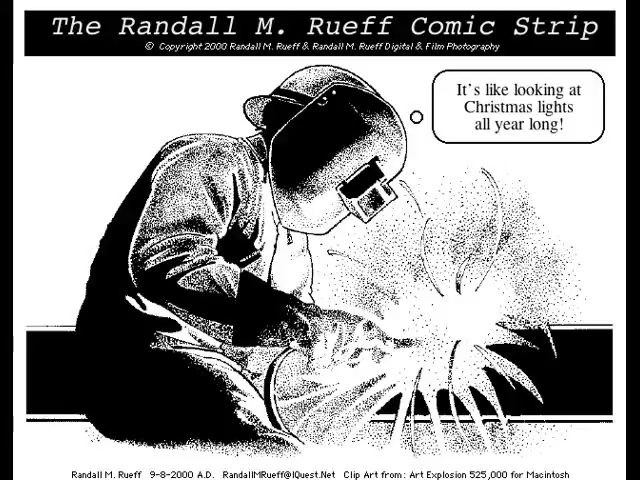 The Randall M. Rueff Comic Strip
© Copyright 2000 Randall M. Rueff & Randall M. Rueff Digital & Film Photography
It's like looking at
Christmas lights
all year long!
Randall M. Rueff 9-8-2000 A.D. RandallMRueff@IQuest.Net Clip Art from: Art Explosion 525,000 for Macintosh